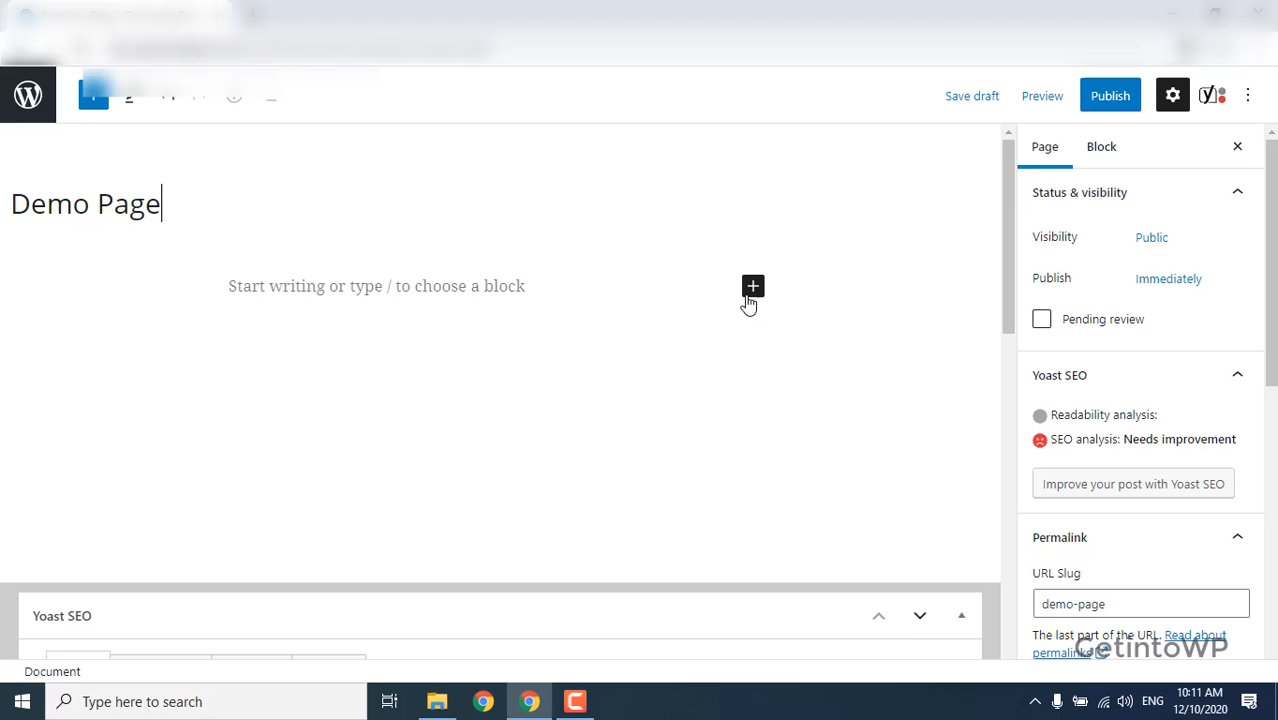 Save draft
Preview
Publish
Page
Block
Demo Page
Start writing or type / to choose a block
Status & visibility
Visibility
Public
Publish
Immediately
Pending review
Yoast SEO
Readability analysis:
SEO analysis: Needs improvement
Improve your post with Yoast SEO
Permalink
URL Slug
demo-page
The last part of the URL. Read about
permalinks
GetintoWP
Yoast SEO
Document
Type here to search
ENG
10:11 AM
12/10/2020